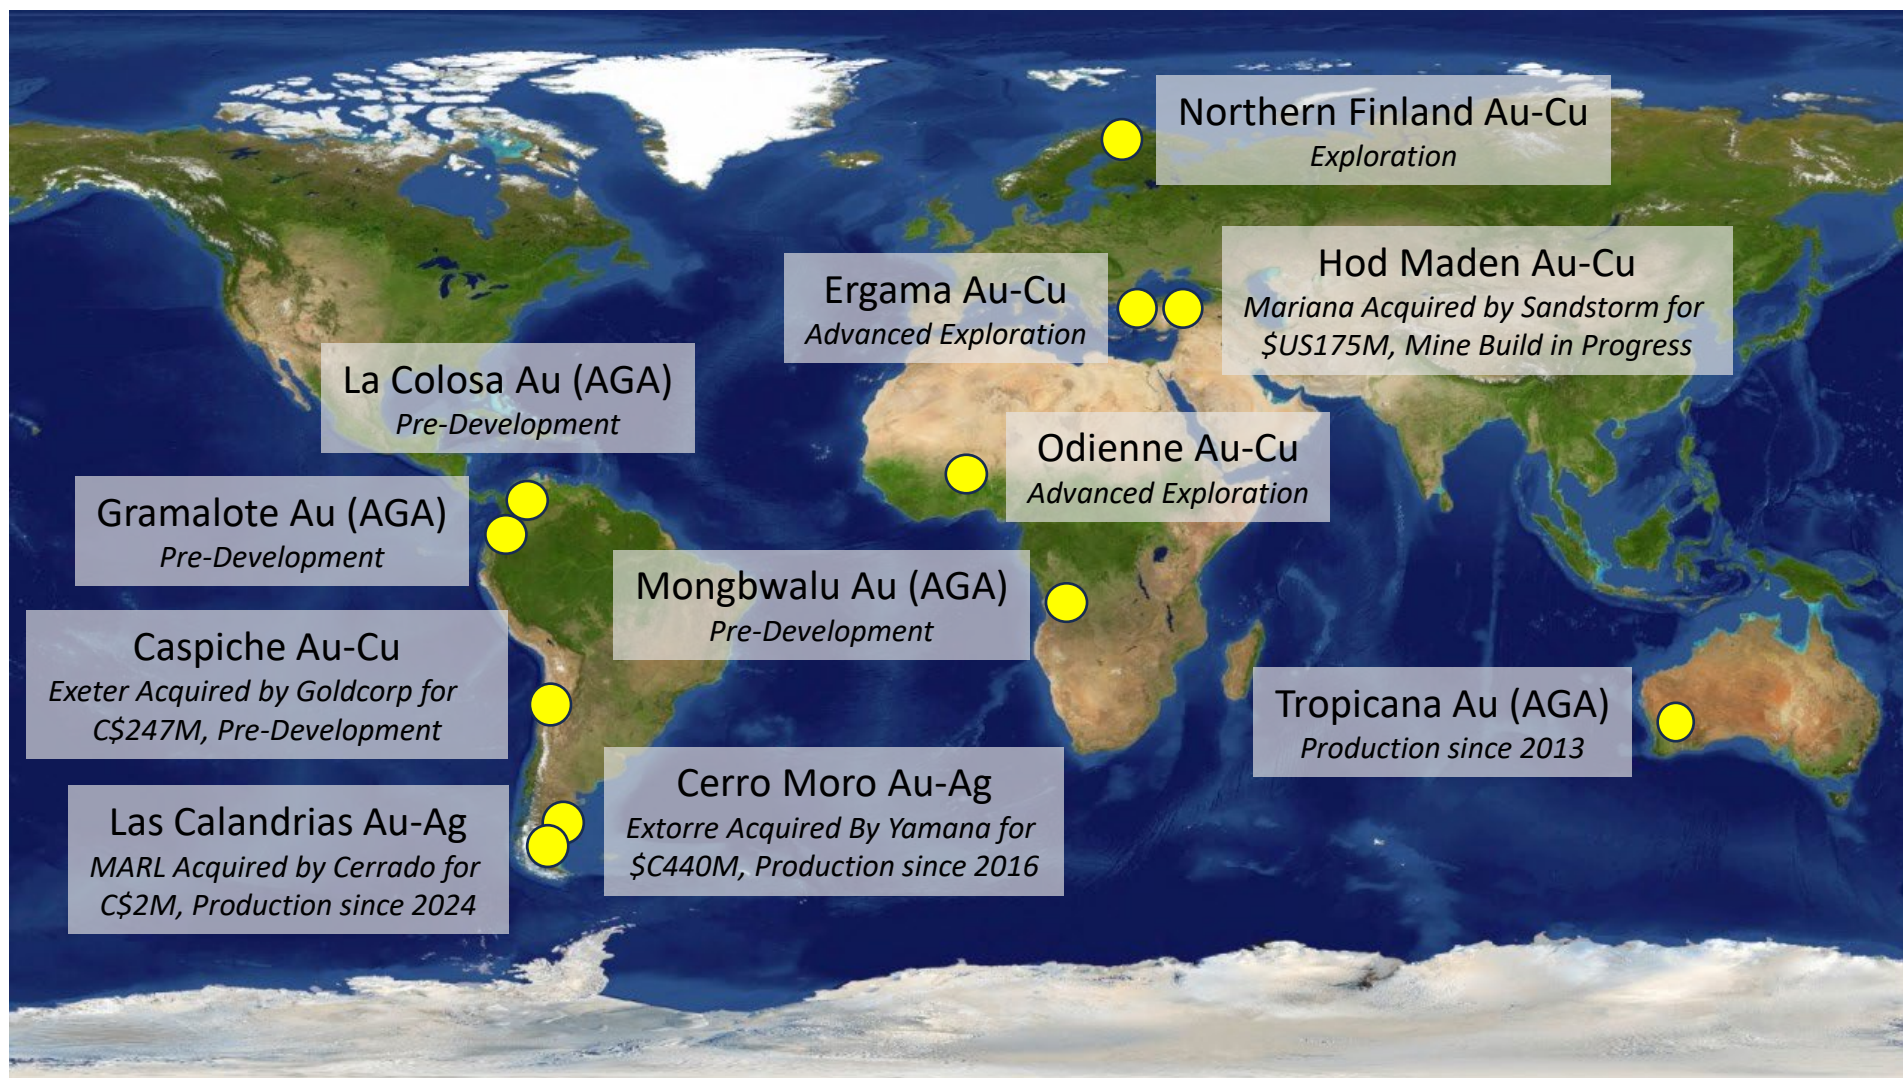 Northern Finland Au-Cu
Exploration
Hod Maden Au-Cu
Mariana Acquired by Sandstorm for
$US175M, Mine Build in Progress
Ergama Au-Cu
Advanced Exploration
La Colosa Au (AGA)
Pre-Development
Odienne Au-Cu
Advanced Exploration
Gramalote Au (AGA)
Pre-Development
Mongbwalu Au (AGA)
Pre-Development
Caspiche Au-Cu
Exeter Acquired by Goldcorp for
C$247M, Pre-Development
Tropicana Au (AGA)
Production since 2013
Cerro Moro Au-Ag
Extorre Acquired By Yamana for
$C440M, Production since 2016
Las Calandrias Au-Ag
MARL Acquired by Cerrado for
C$2M, Production since 2024